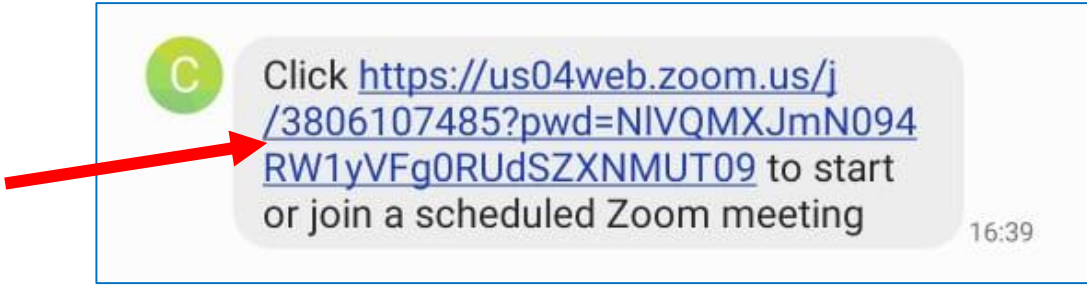 C
Click https://us04web.zoom.us/j
/3806107485?pwd=NlVQMXJmN094
RW1yVFg0RUdSZXNMUT09 to start
or join a scheduled Zoom meeting
16:39